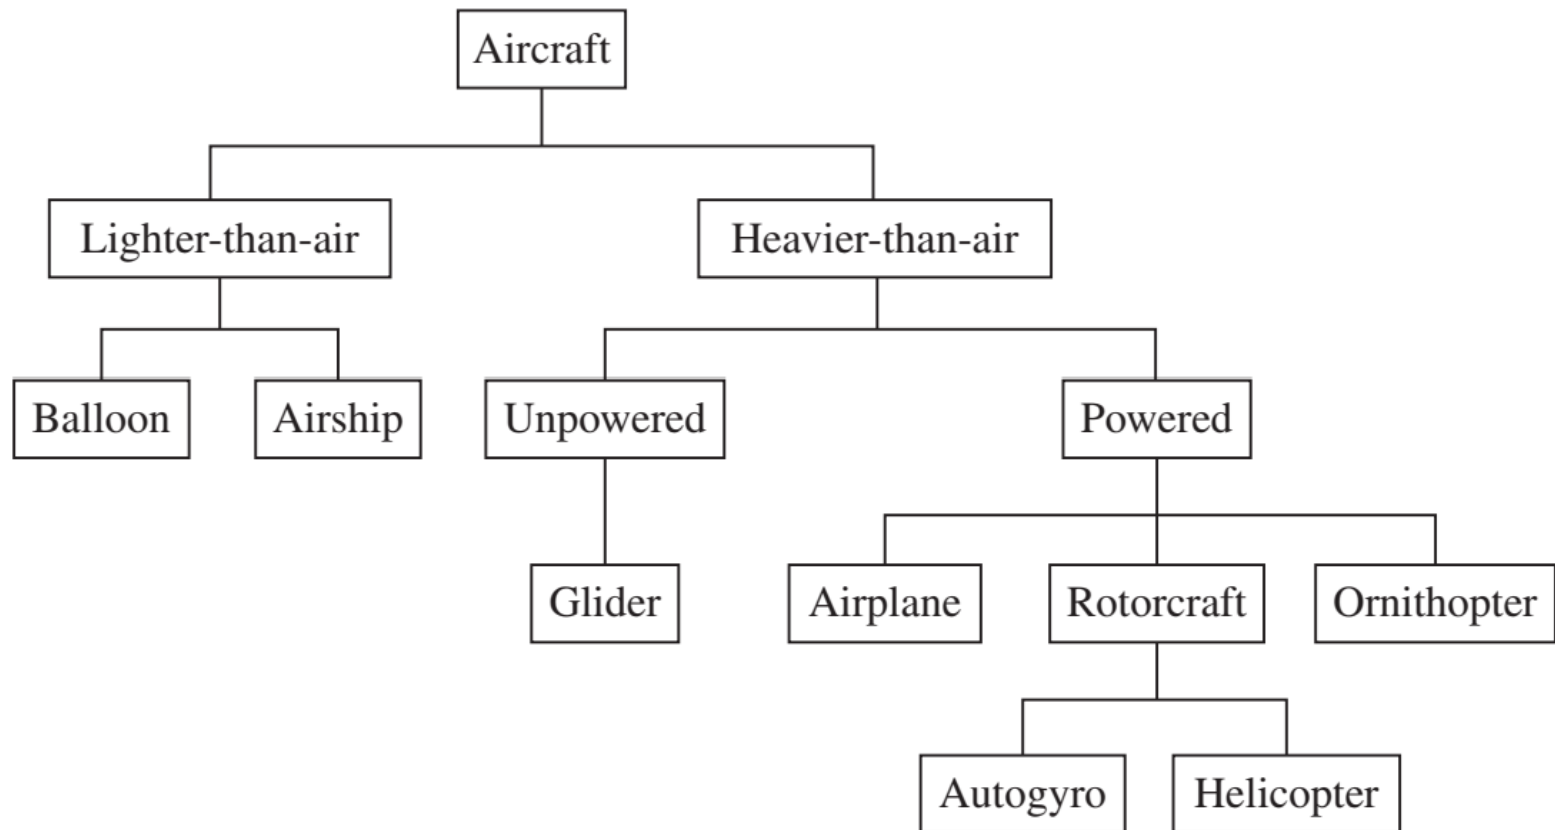 Aircraft
Lighter-than-air
Heavier-than-air
Balloon
Airship
Unpowered
Powered
Glider
Airplane
Rotorcraft
Ornithopter
Autogyro
Helicopter